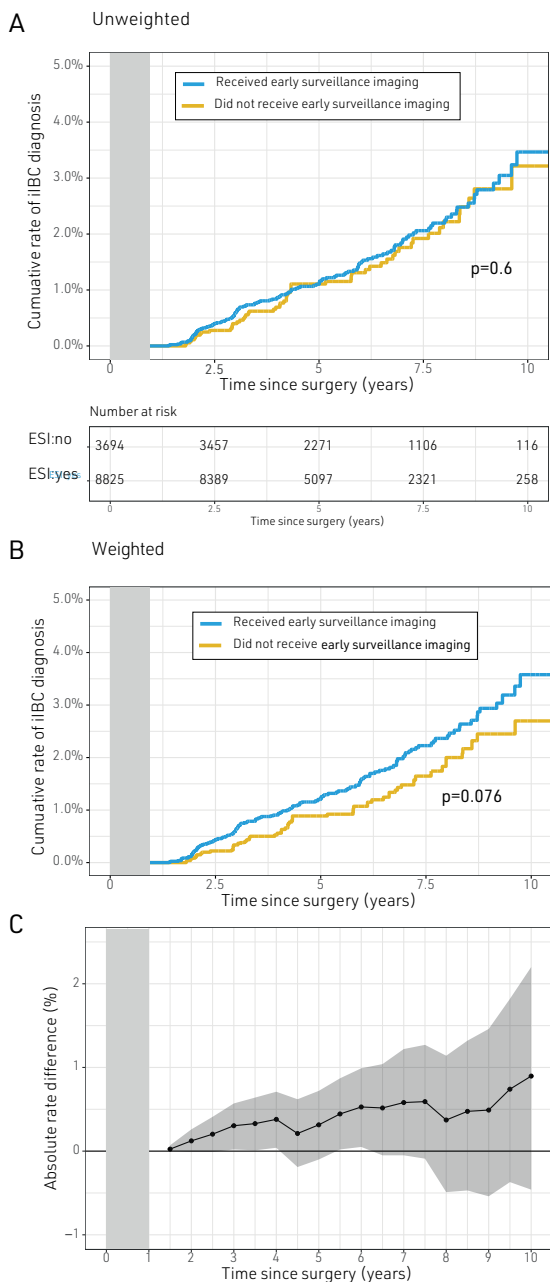 A
Unweighted
5.0%
4.0%
3.0%
2.0%
1.0%
0.0%
Cumuative rate of iIBC diagnosis
Received early surveillance imaging
Did not receive early surveillance imaging
p=0.6
0 2.5 5 7.5 10
Time since surgery (years)
Number at risk
ESI:no 3694 3457 2271 1106 116
ESI:yes 8825 8389 5097 2321 258
0 2.5 5 7.5 10
Time since surgery (years)
B
Weighted
5.0%
4.0%
3.0%
2.0%
1.0%
0.0%
Cumuative rate of iIBC diagnosis
Received early surveillance imaging
Did not receive early surveillance imaging
p=0.076
0 2.5 5 7.5 10
Time since surgery (years)
C
2
1
0
−1
Absolute rate difference (%)
0 1 2 3 4 5 6 7 8 9 10
Time since surgery (years)